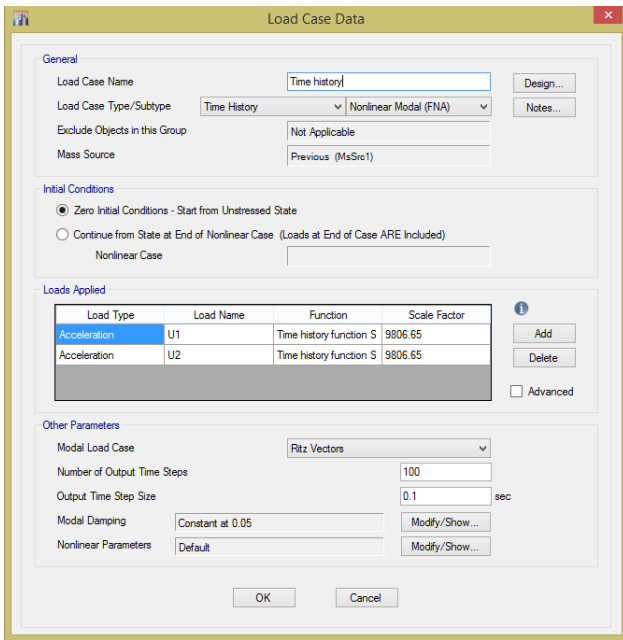 Load Case Data
General
Load Case Name Time history Design...
Load Case Type/Subtype Time History Nonlinear Modal (FNA) Notes...
Exclude Objects in this Group Not Applicable
Mass Source Previous (MsSrc1)
Initial Conditions
Zero Initial Conditions - Start from Unstressed State
Continue from State at End of Nonlinear Case (Loads at End of Case ARE Included)
Nonlinear Case
Loads Applied
Load Type Load Name Function Scale Factor
Acceleration U1 Time history function S 9806.65 Add
Acceleration U2 Time history function S 9806.65 Delete
Advanced
Other Parameters
Modal Load Case Ritz Vectors
Number of Output Time Steps 100
Output Time Step Size 0.1 sec
Modal Damping Constant at 0.05 Modify/Show...
Nonlinear Parameters Default Modify/Show...
OK Cancel